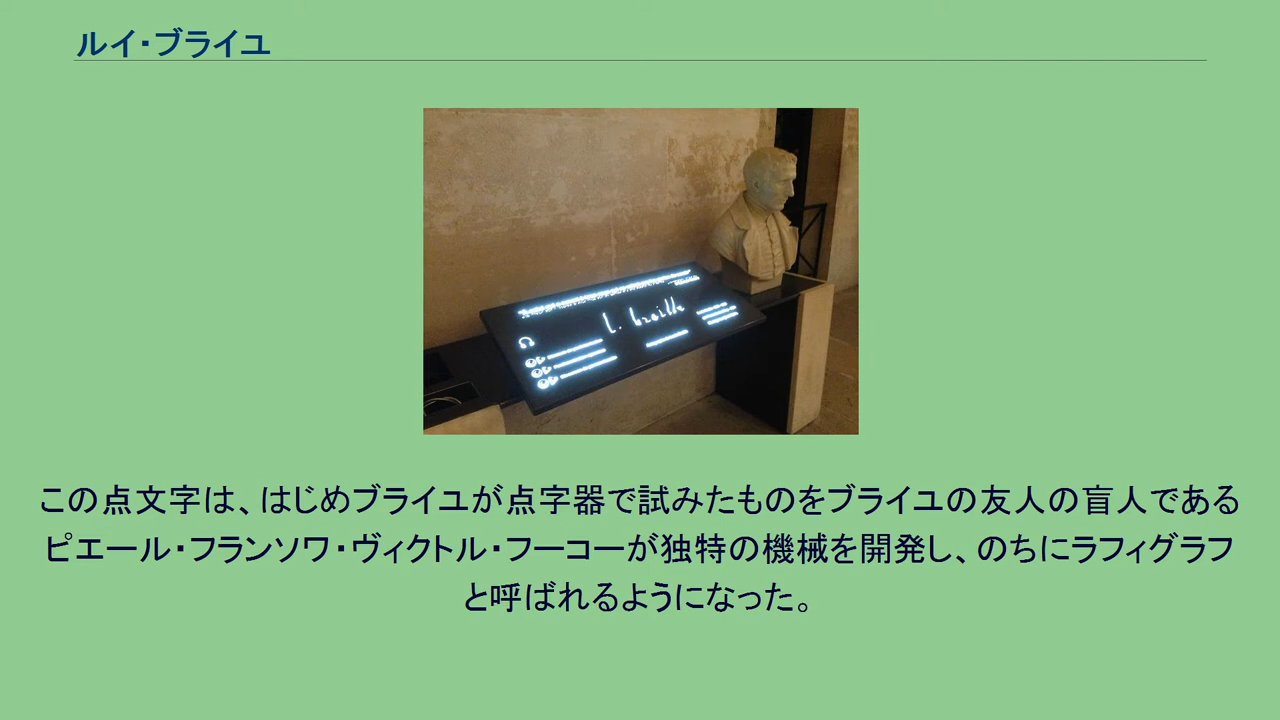 ルイ・ブライユ
L. Braille
この点文字は、はじめブライユが点字器で試みたものをブライユの友人の盲人である
ピエール・フランソワ・ヴィクトル・フーコーが独特の機械を開発し、のちにラフィグラフ
と呼ばれるようになった。